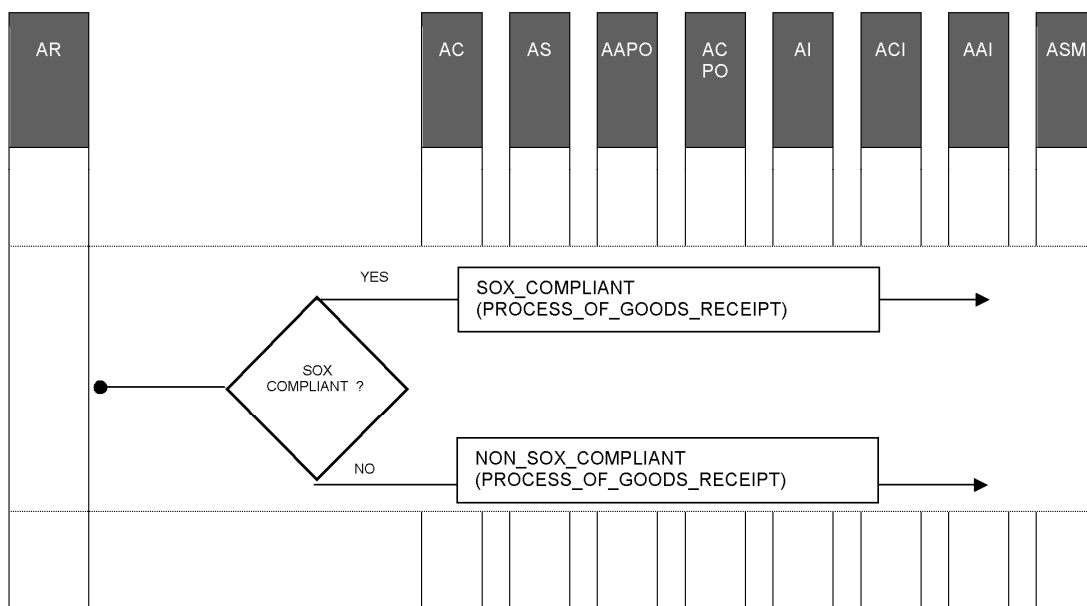 AR
AC
AS
AAPO
AC
PO
AI
ACI
AAI
ASM
YES
SOX_COMPLIANT
(PROCESS_OF_GOODS_RECEIPT)
SOX
COMPLIANT ?
NO
NON_SOX_COMPLIANT
(PROCESS_OF_GOODS_RECEIPT)